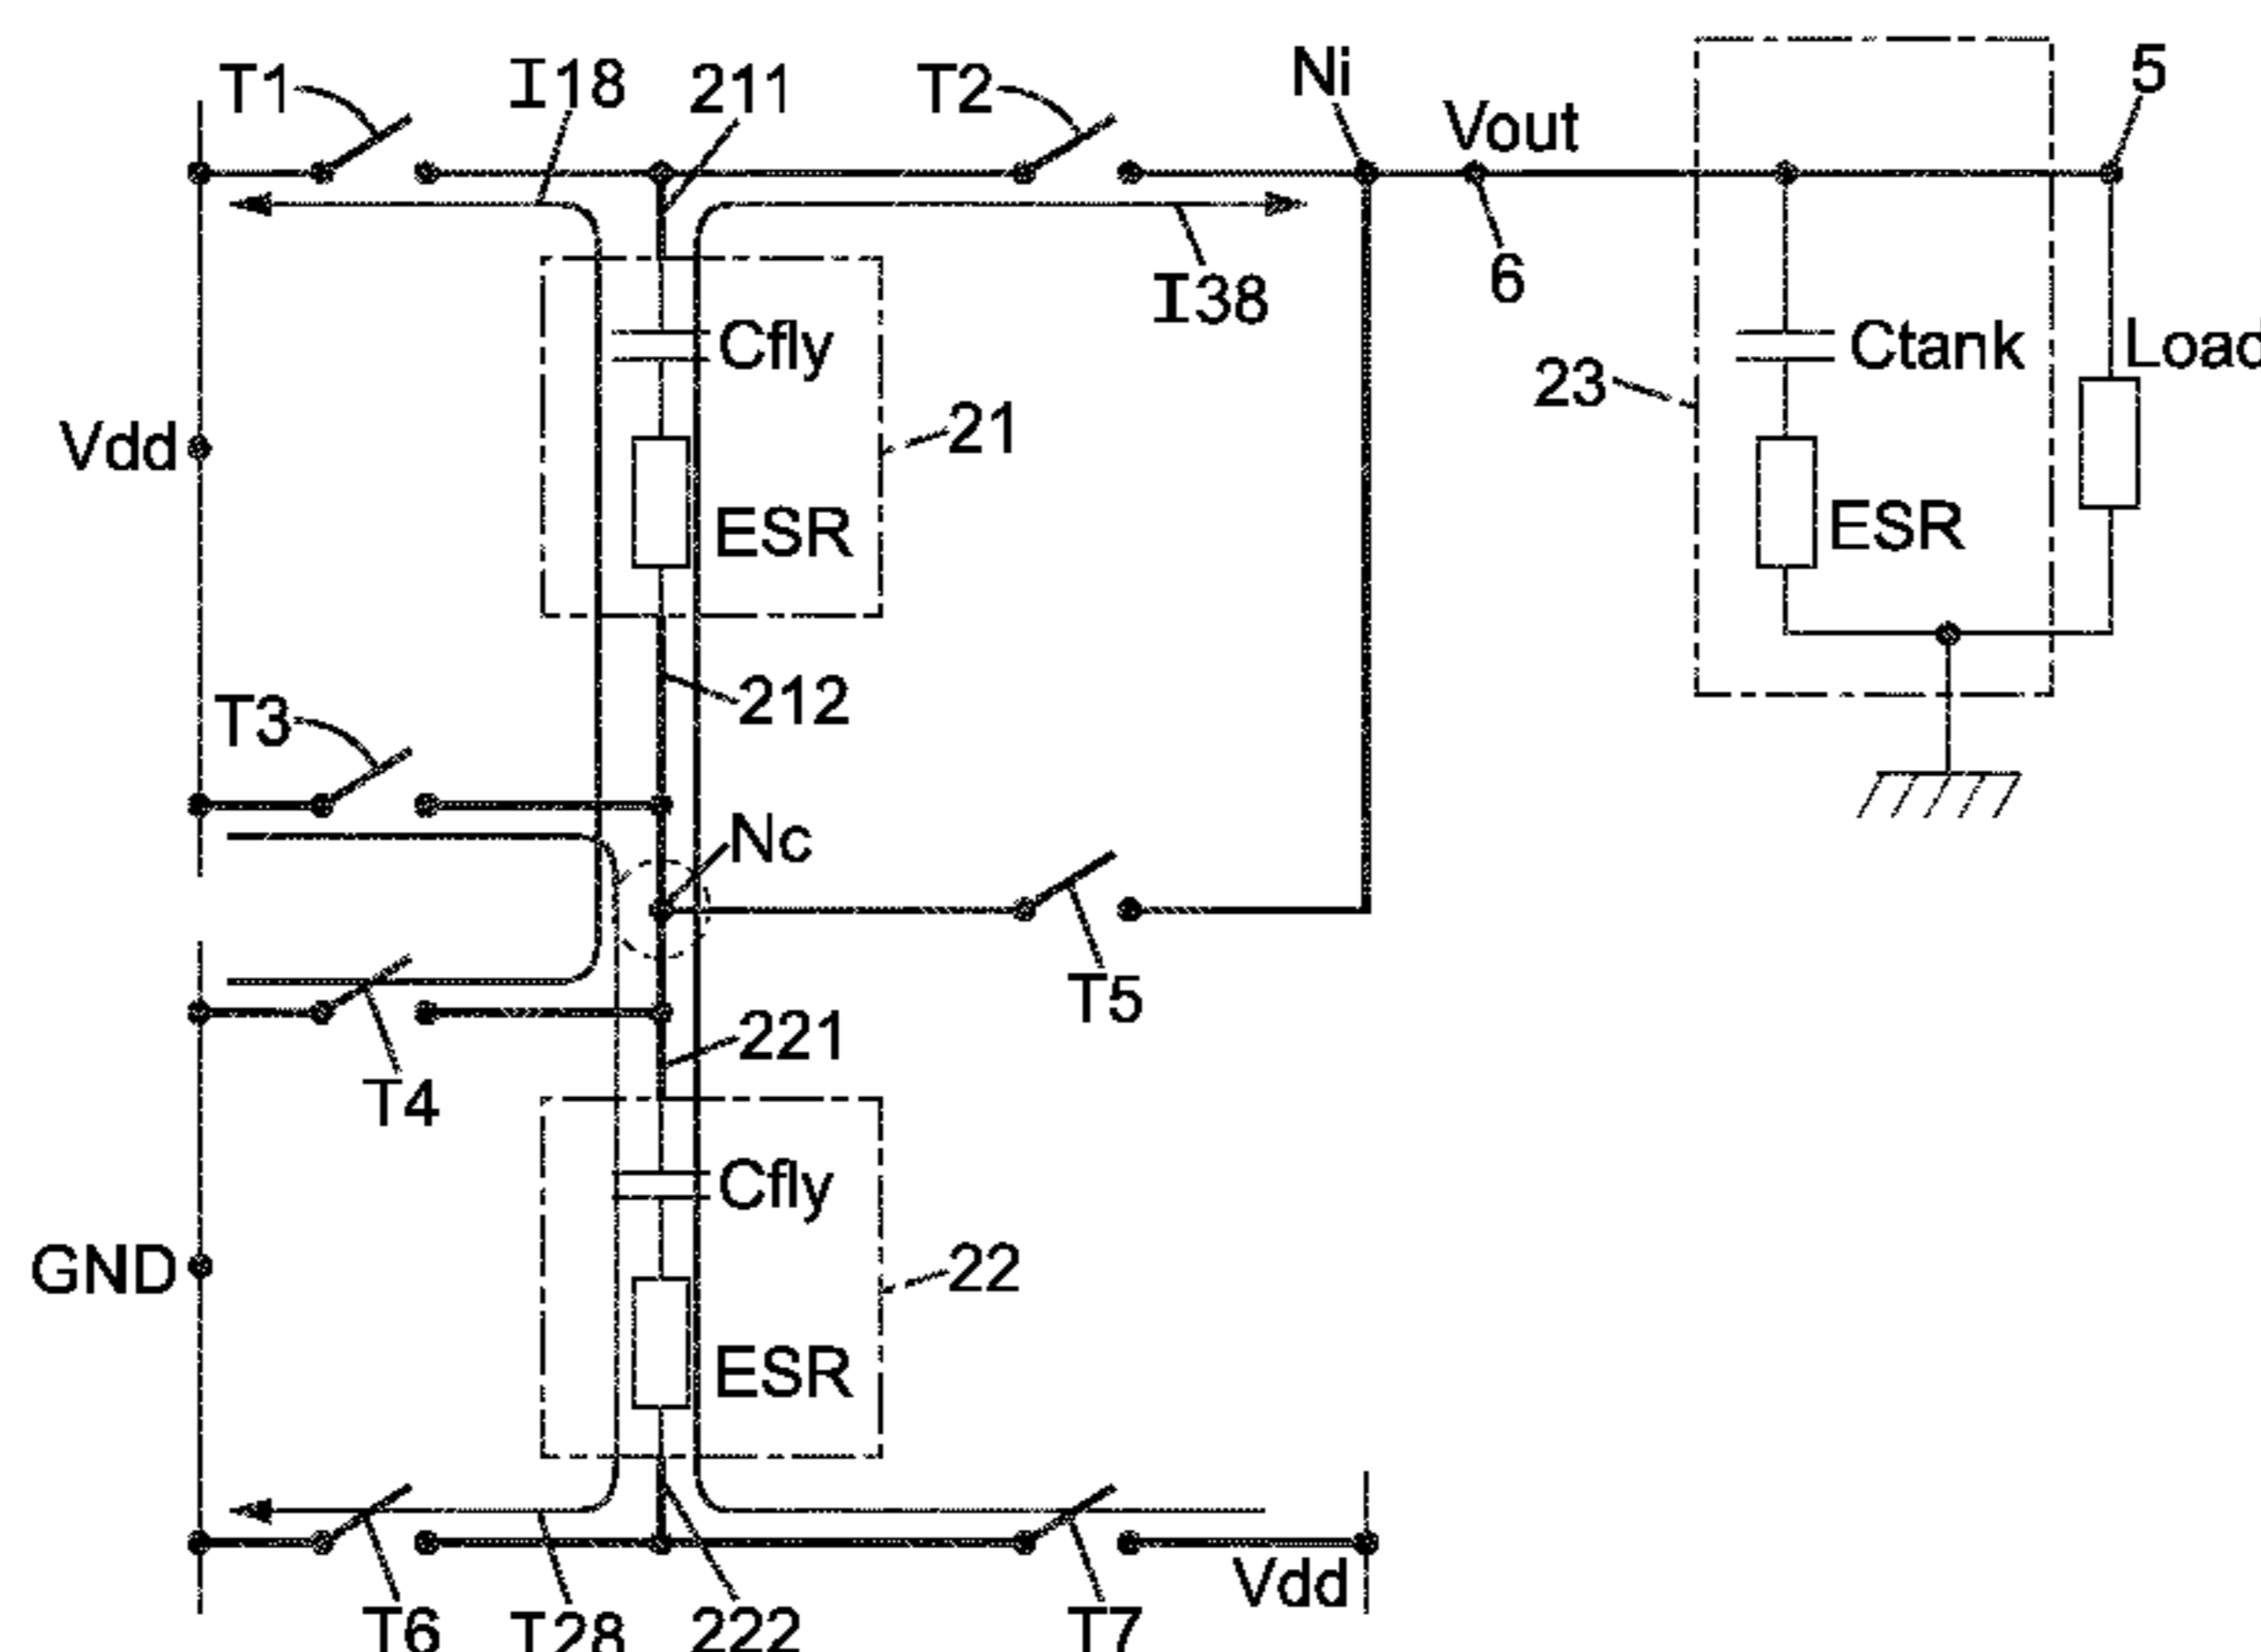 T1 I18 211 T2 Ni Vout 5
6
I38
Cfly Ctank Load
23
Vdd 21
ESR ESR
212
T3
Nc
T5
221
T4
Cfly
GND 22
ESR
Vdd
T6 I28 222 T7